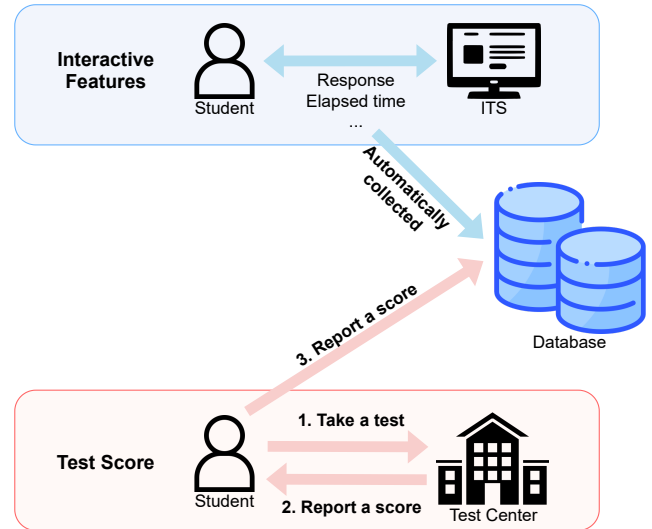 Interactive
Features
Student
Response
Elapsed time
...
ITS
Automatically
collected
Database
3. Report a score
Test Score
Student
1. Take a test
2. Report a score
Test Center